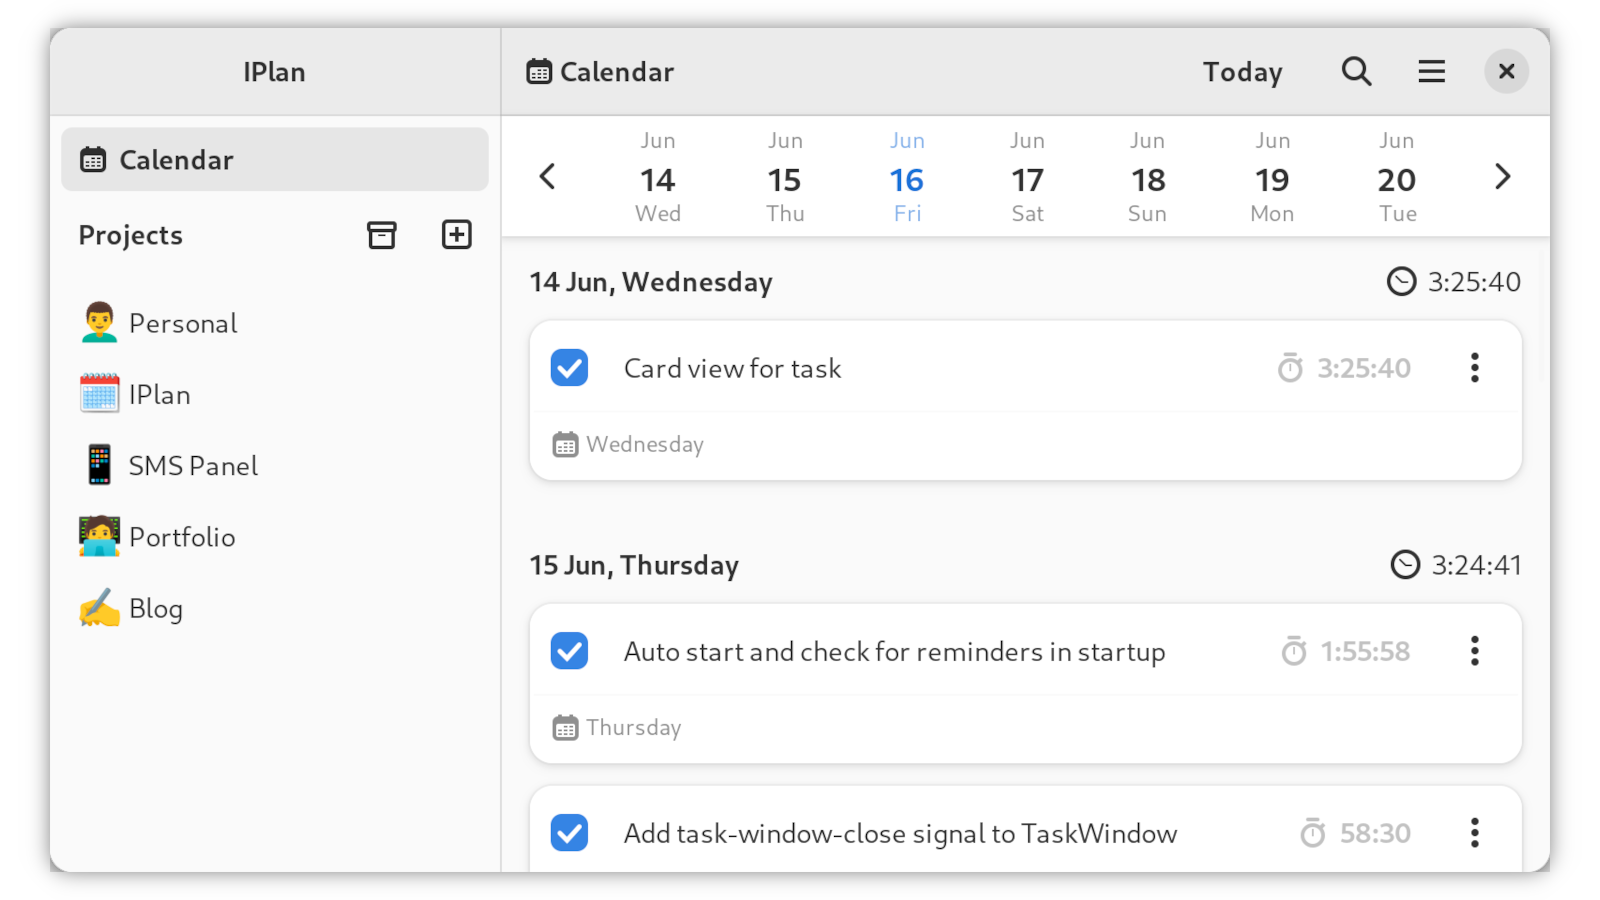 IPlan
Calendar
Today
Calendar
Projects
Personal
IPlan
SMS Panel
Portfolio
Blog
Jun Jun Jun Jun Jun Jun Jun
14 15 16 17 18 19 20
Wed Thu Fri Sat Sun Mon Tue
14 Jun, Wednesday 3:25:40
Card view for task 3:25:40
Wednesday
15 Jun, Thursday 3:24:41
Auto start and check for reminders in startup 1:55:58
Thursday
Add task-window-close signal to TaskWindow 58:30